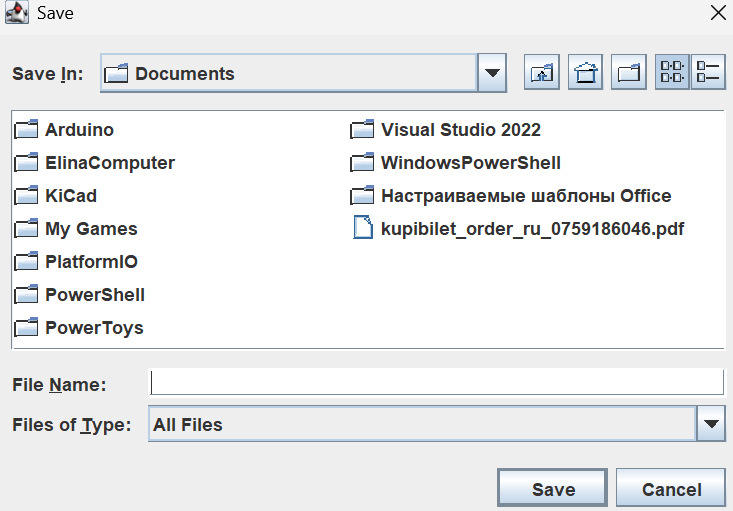 Save
Save In: Documents
Arduino
ElinaComputer
KiCad
My Games
PlatformIO
PowerShell
PowerToys
Visual Studio 2022
WindowsPowerShell
Настраиваемые шаблоны Office
kupibilet_order_ru_0759186046.pdf
File Name:
Files of Type: All Files
Save Cancel